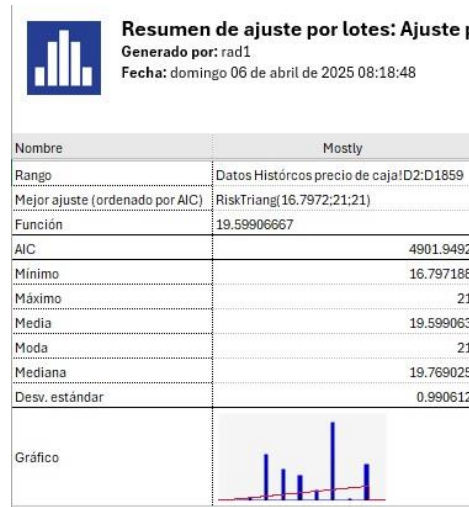 Resumen de ajuste por lotes: Ajuste p
Generado por: rad1
Fecha: domingo 06 de abril de 2025 08:18:48
Nombre Mostly
Rango Datos Histórcos precio de caja!D2:D1859
Mejor ajuste (ordenado por AIC) RiskTriang(16.7972;21;21)
Función 19.59906667
AIC 4901.9492
Mínimo 16.797188
Máximo 21
Media 19.599063
Moda 21
Mediana 19.769025
Desv. estándar 0.990612
Gráfico